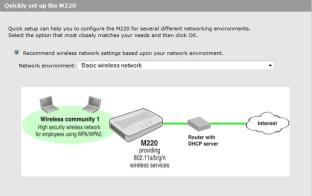 Quickly set up the M220
Quick setup can help you to configure the M220 for several different networking environments.
Select the option that most closely matches your needs and then click OK.
Recommend wireless network settings based upon your network environment.
Network environment: Basic wireless network
Wireless community 1
High security wireless network
for employees using WPA/WPA2
M220
providing
802.11a/b/g/n
wireless services
Router with
DHCP server
Internet